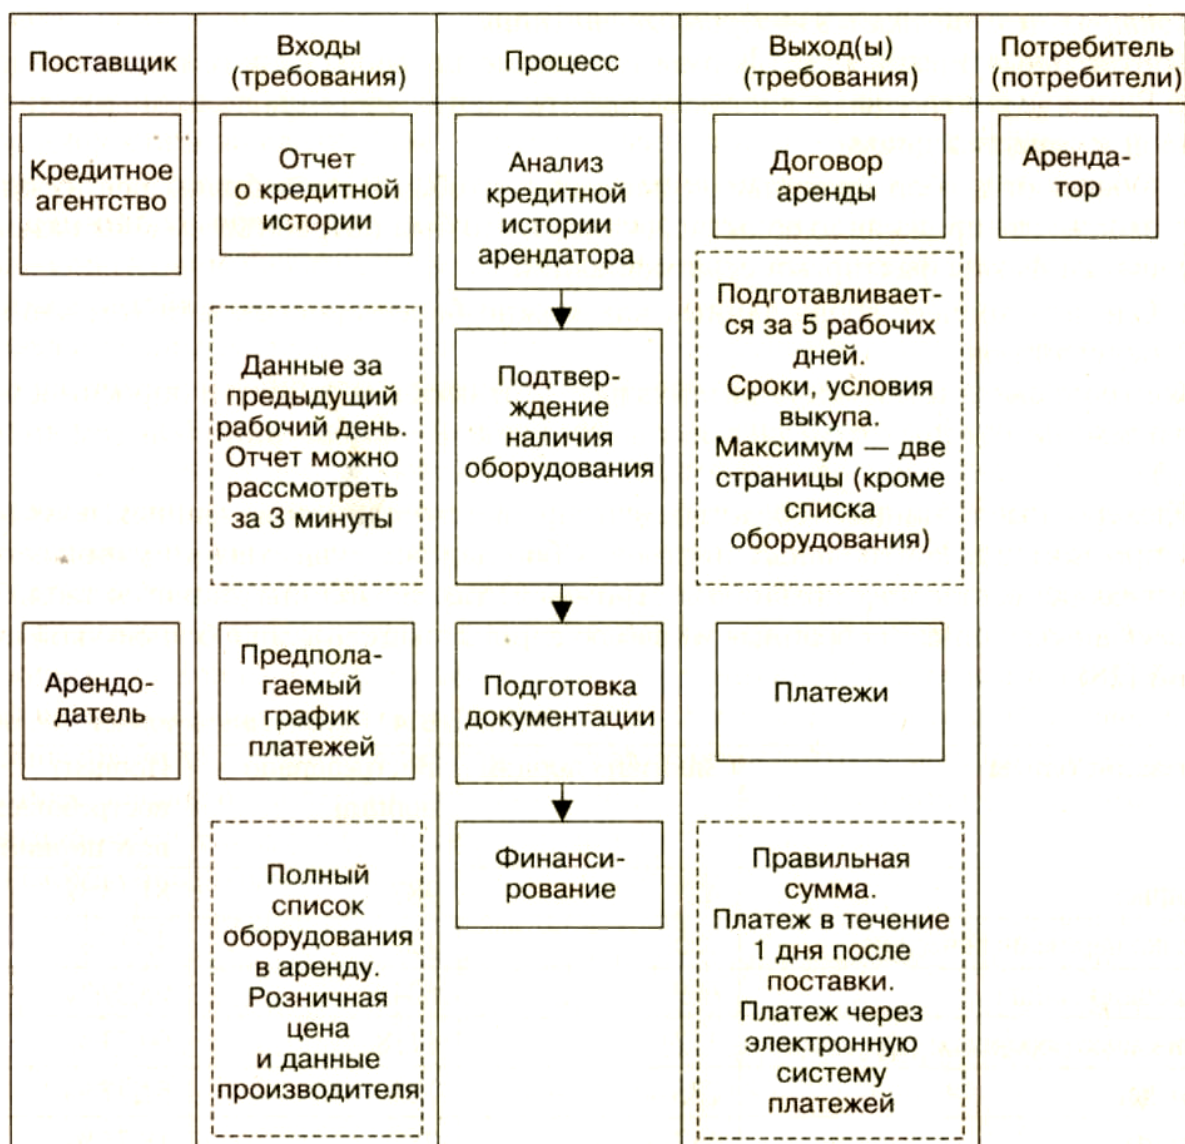 Поставщик
Входы
(требования)
Процесс
Выход(ы)
(требования)
Потребитель
(потребители)
Кредитное
агентство
Отчет
о кредитной
истории
Анализ
кредитной
истории
арендатора
Договор
аренды
Аренда-
тор
Данные за
предыдущий
рабочий день.
Отчет можно
рассмотреть
за 3 минуты
Подтвер-
ждение
наличия
оборудования
Подготавливает-
ся за 5 рабочих
дней.
Сроки, условия
выкупа.
Максимум — две
страницы (кроме
списка
оборудования)
Арендо-
датель
Предпола-
гаемый
график
платежей
Подготовка
документации
Платежи
Полный
список
оборудования
в аренду.
Розничная
цена
и данные
производителя
Финанси-
рование
Правильная
сумма.
Платеж в течение
1 дня после
поставки.
Платеж через
электронную
систему
платежей